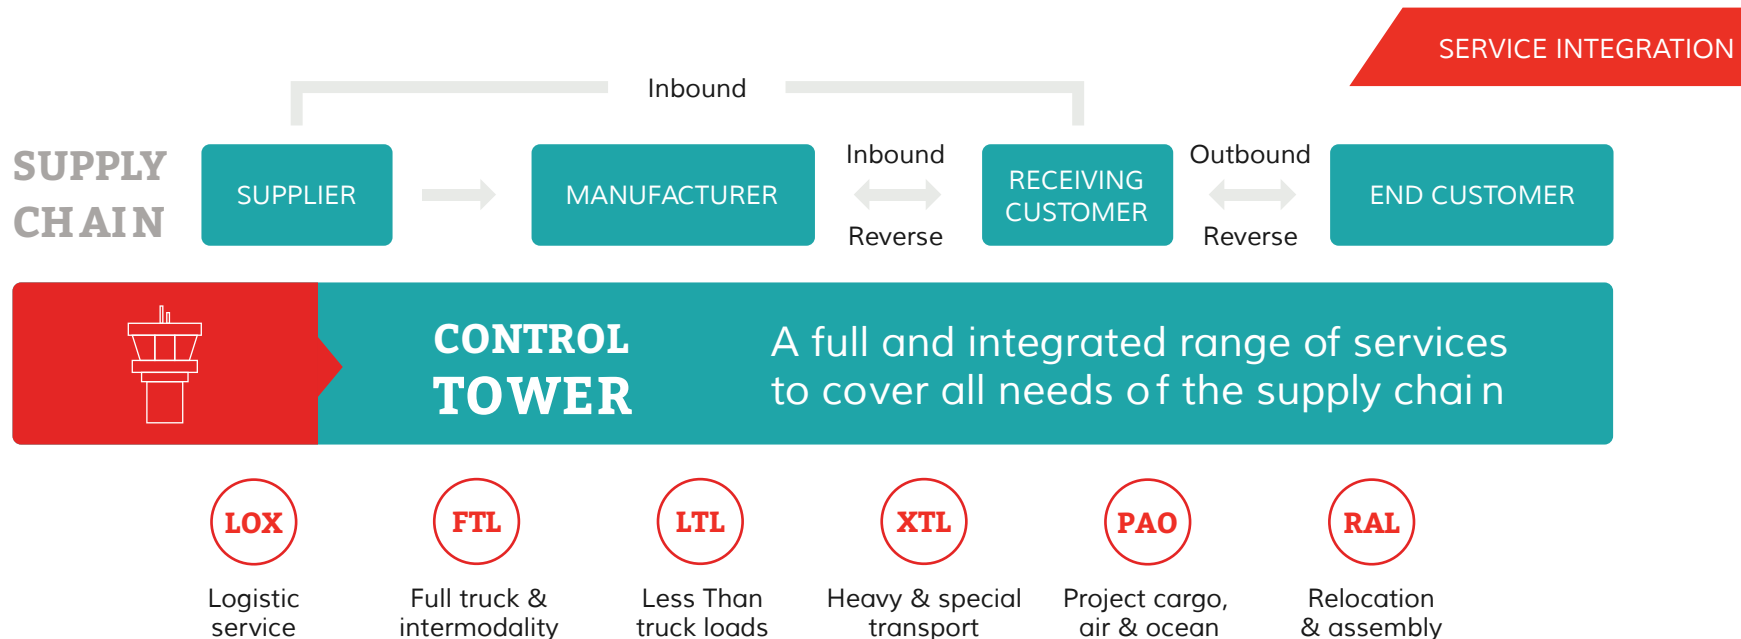 SERVICE INTEGRATION
Inbound
SUPPLY
CHAIN
SUPPLIER
MANUFACTURER
Inbound
Reverse
RECEIVING
CUSTOMER
Outbound
Reverse
END CUSTOMER
CONTROL
TOWER
A full and integrated range of services
to cover all needs of the supply chain
LOX
Logistic
service
FTL
Full truck &
intermodality
LTL
Less Than
truck loads
XTL
Heavy & special
transport
PAO
Project cargo,
air & ocean
RAL
Relocation
& assembly